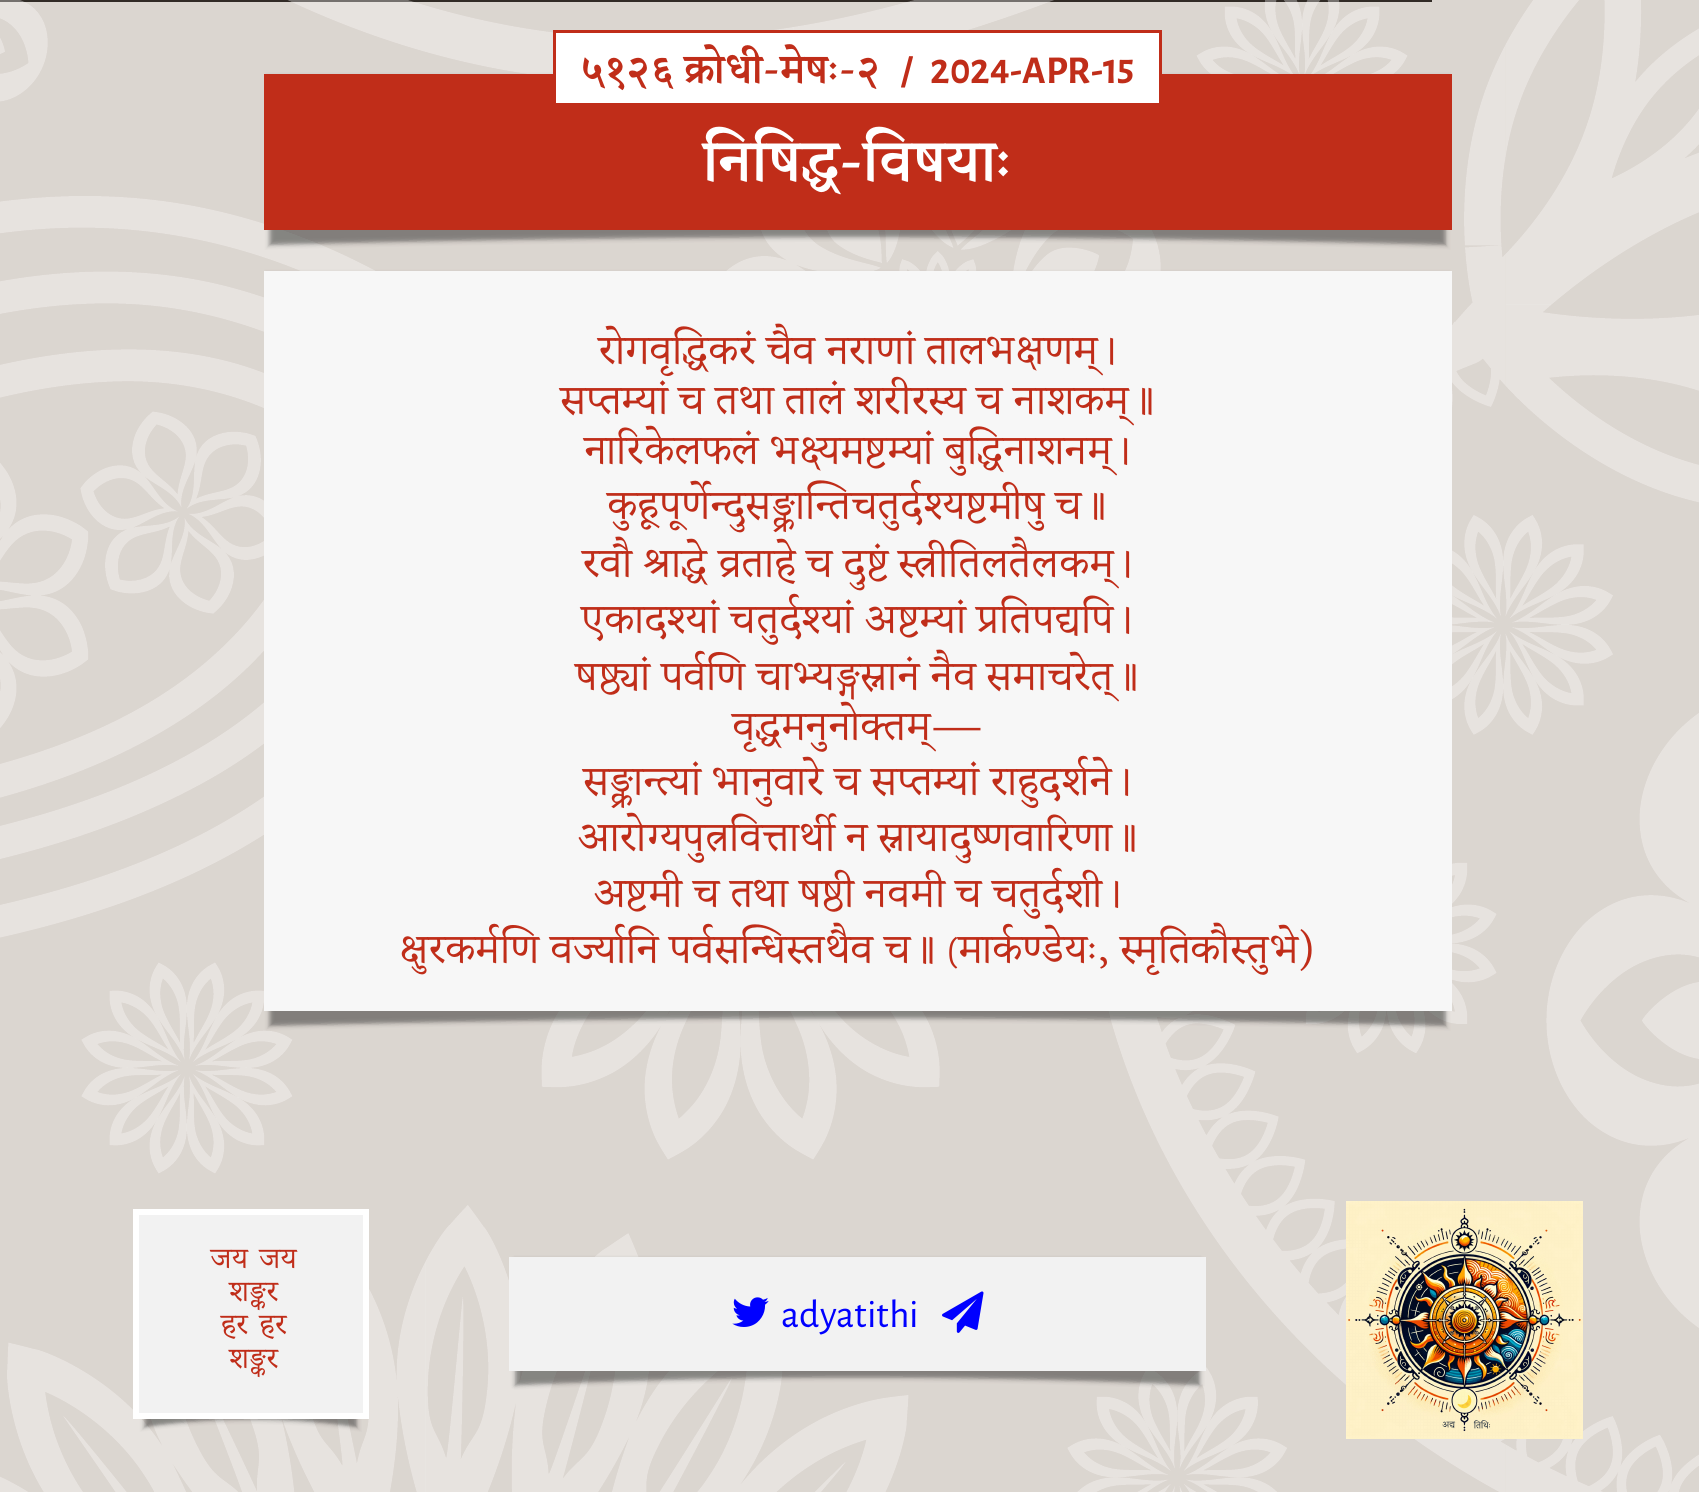 ५१२६ क्रोधी-मेषः-२ / 2024-APR-15
निषिद्ध-विषयाः
रोगवृद्धिकरं चैव नराणां तालभक्षणम्।
सप्तम्यां च तथा तालं शरीरस्य च नाशकम्॥
नारिकेलफलं भक्ष्यमष्टम्यां बुद्धिनाशनम्।
कुहूपूर्णेन्दुसङ्क्रान्तिचतुर्दश्यष्टमीषु च॥
रवौ श्राद्धे व्रताहे च दुष्टं स्त्रीतिलतैलकम्।
एकादश्यां चतुर्दश्यां अष्टम्यां प्रतिपद्यपि।
षष्ठ्यां पर्वणि चाभ्यङ्गस्नानं नैव समाचरेत्॥
वृद्धमनुनोक्तम्—
सङ्क्रान्त्यां भानुवारे च सप्तम्यां राहुदर्शने।
आरोग्यपुत्रवित्तार्थी न स्नायादुष्णवारिणा॥
अष्टमी च तथा षष्ठी नवमी च चतुर्दशी।
क्षुरकर्मणि वर्ज्यानि पर्वसन्धिस्तथैव च॥ (मार्कण्डेयः, स्मृतिकौस्तुभे)
जय जय
शङ्कर
हर हर
शङ्कर
adyatithi
अद्य तिथिः